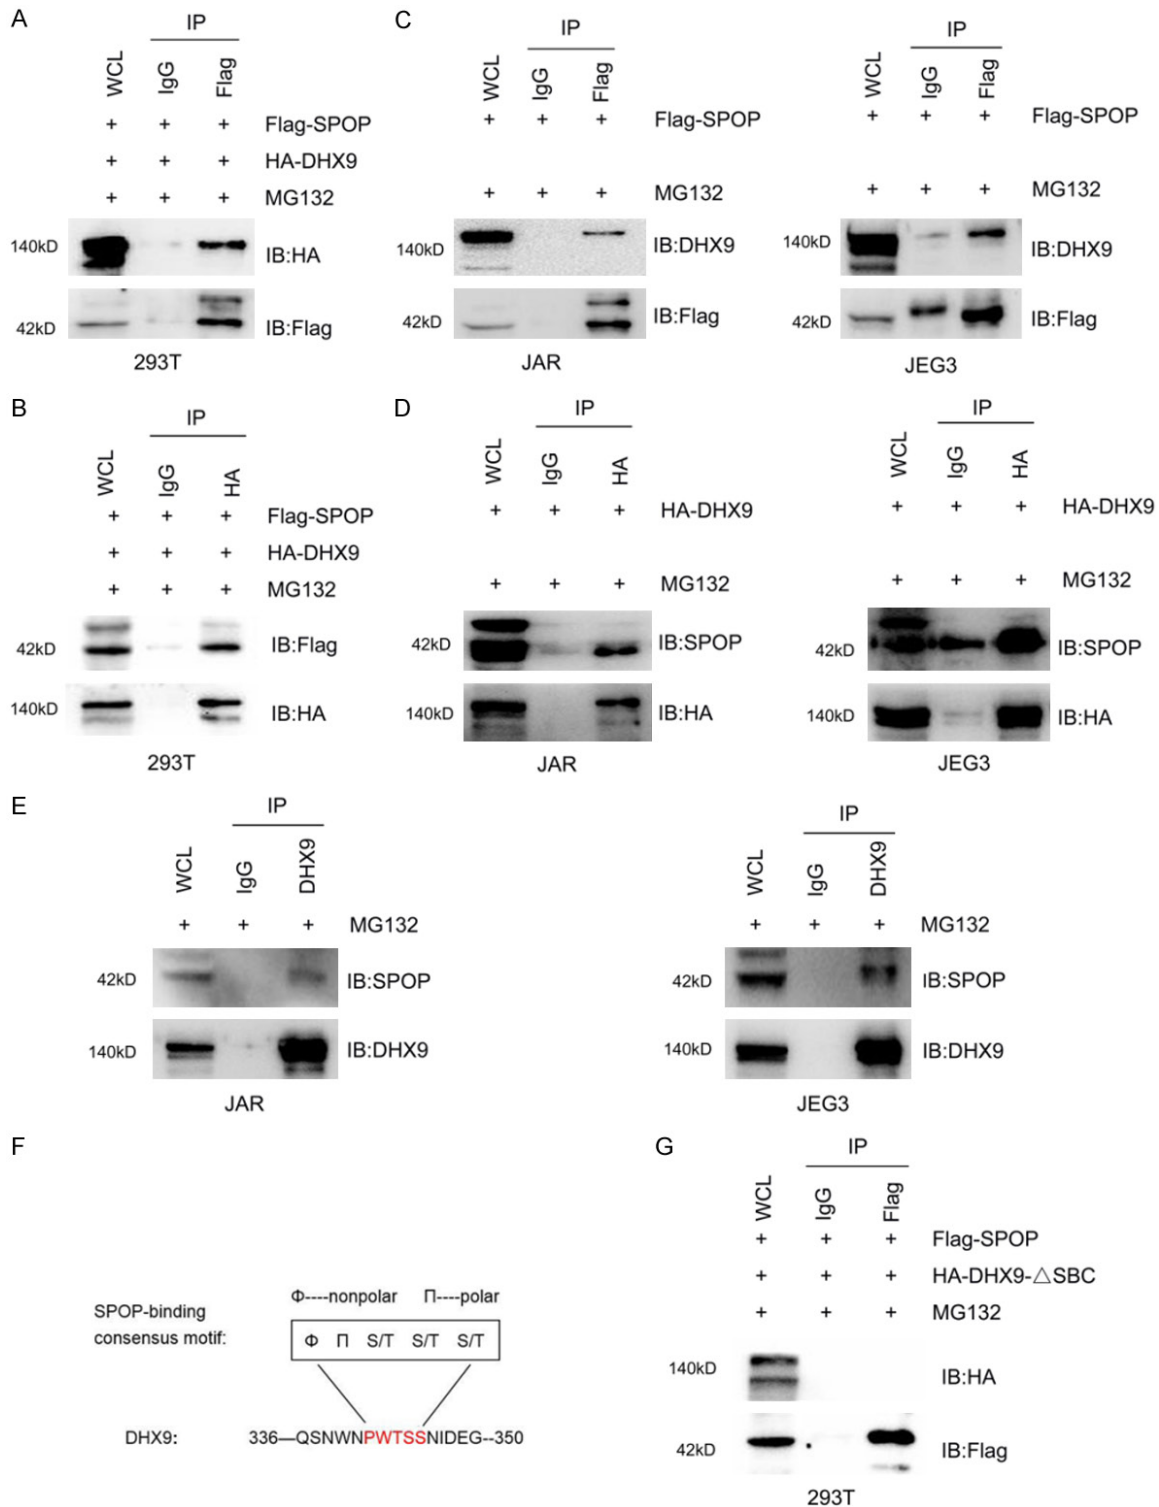 A
IP
WCL
IgG
Flag
+ + + Flag-SPOP
+ + + HA-DHX9
+ + + MG132
140kD
IB:HA
42kD
IB:Flag
293T
C
IP
WCL
IgG
Flag
+ + + Flag-SPOP
+ + + MG132
140kD
IB:DHX9
42kD
IB:Flag
JAR
IP
WCL
IgG
Flag
+ + + Flag-SPOP
+ + + MG132
140kD
IB:DHX9
42kD
IB:Flag
JEG3
B
IP
WCL
IgG
HA
+ + + Flag-SPOP
+ + + HA-DHX9
+ + + MG132
42kD
IB:Flag
140kD
IB:HA
293T
D
IP
WCL
IgG
HA
+ + + HA-DHX9
+ + + MG132
42kD
IB:SPOP
140kD
IB:HA
JAR
IP
WCL
IgG
HA
+ + + HA-DHX9
+ + + MG132
42kD
IB:SPOP
140kD
IB:HA
JEG3
E
IP
WCL
IgG
DHX9
+ + + MG132
42kD
IB:SPOP
140kD
IB:DHX9
JAR
IP
WCL
IgG
DHX9
+ + + MG132
42kD
IB:SPOP
140kD
IB:DHX9
JEG3
F
Φ----nonpolar Π----polar
SPOP-binding
consensus motif:
Φ Π S/T S/T S/T
DHX9: 336—QSNWNPWTSSNIDEG--350
G
IP
WCL
IgG
Flag
+ + + Flag-SPOP
+ + + HA-DHX9-△SBC
+ + + MG132
140kD
IB:HA
42kD
IB:Flag
293T